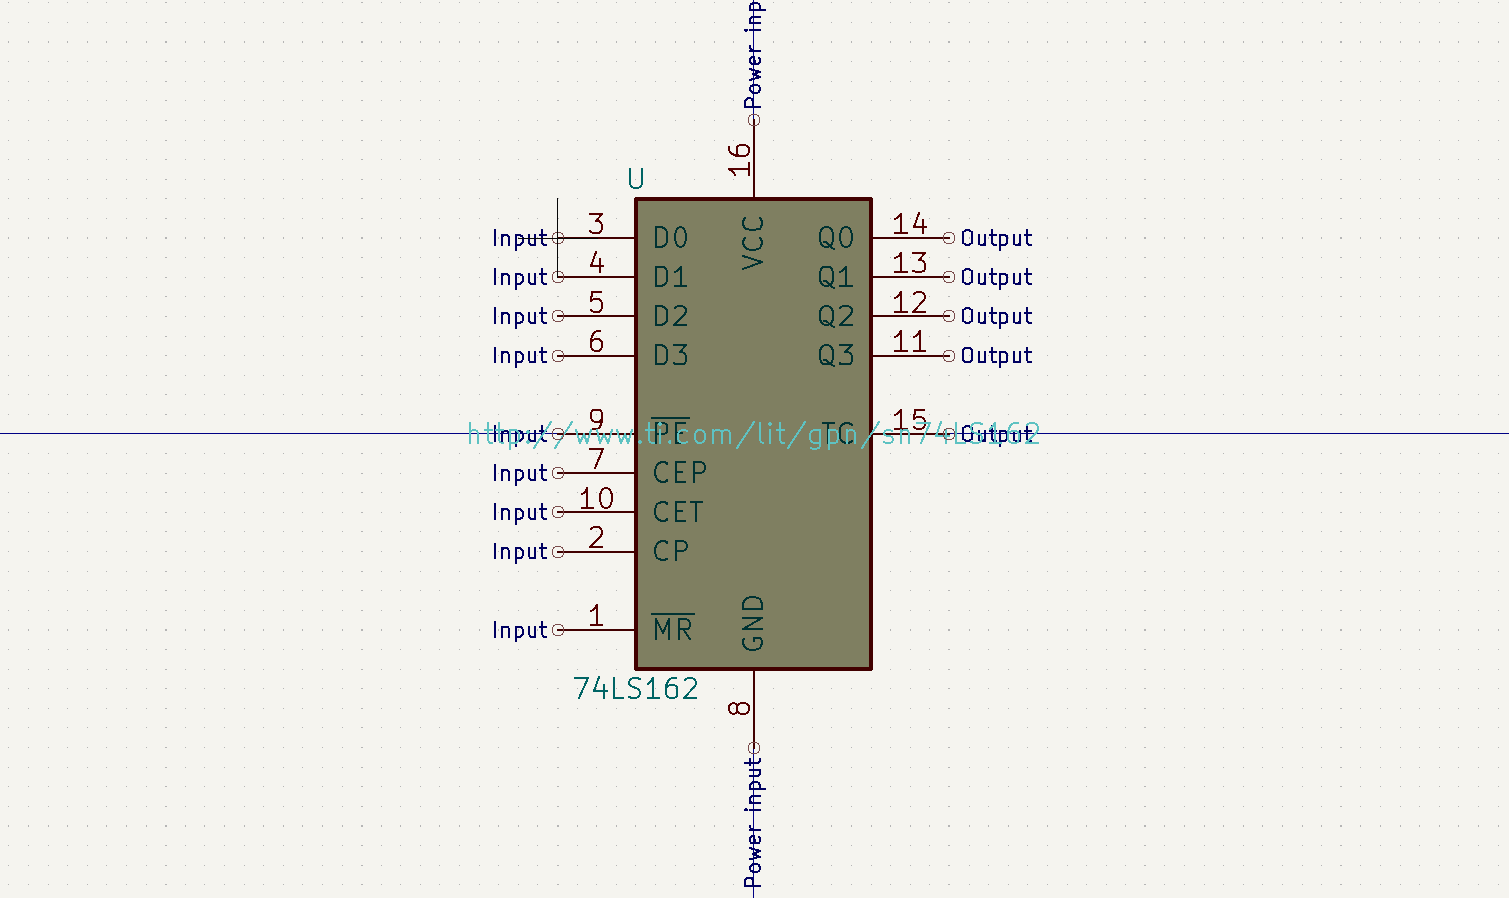 Power inp
16
U
VCC
Input 3 D0 Q0 14 Output
Input 4 D1 Q1 13 Output
Input 5 D2 Q2 12 Output
Input 6 D3 Q3 11 Output
Input 9 PE TC 15 Output
http://www.ti.com/lit/gpn/sn74LS162
Input 7 CEP
Input 10 CET
Input 2 CP
Input 1 MR
GND
74LS162
8
Power input